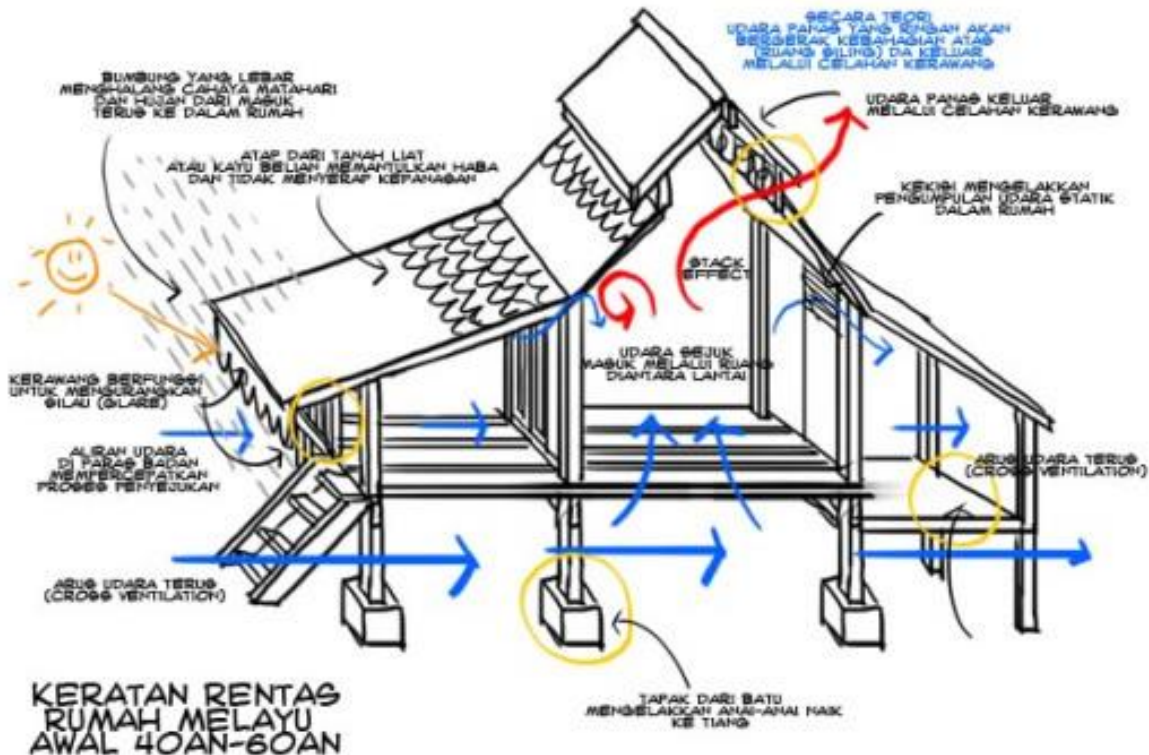 SECARA TEORI
UDARA PANAS YANG RINGAN AKAN
BERGERAK KEBAHAGIAN ATAS
(RUANG SILING) DA KELUAR
MELALUI CELAHAN KERAWANG
BUMBUNG YANG LEBAR
MENGHALANG CAHAYA MATAHARI
DAN HUJAN DARI MASUK
TERUS KE DALAM RUMAH
UDARA PANAS KELUAR
MELALUI CELAHAN KERAWANG
ATAP DARI TANAH LIAT
ATAU KAYU BELIAN MEMANTULKAN HABA
DAN TIDAK MENYERAP KEPANASAN
KEKISI MENGELAKKAN
PENGUMPULAN UDARA STATIK
DALAM RUMAH
STACK
EFFECT
UDARA SEJUK
MASUK MELALUI RUANG
DIANTARA LANTAI
KERAWANG BERFUNGSI
UNTUK MENGURANGKAN
SILAU (GLARE)
ALIRAN UDARA
DI PARAS BADAN
MEMPERCEPATKAN
PROSES PENYEJUKAN
ARUS UDARA TERUS
(CROSS VENTILATION)
ARUS UDARA TERUS
(CROSS VENTILATION)
TAPAK DARI BATU
MENGELAKKAN ANAI-ANAI NAIK
KE TIANG
KERATAN RENTAS
RUMAH MELAYU
AWAL 40AN-60AN